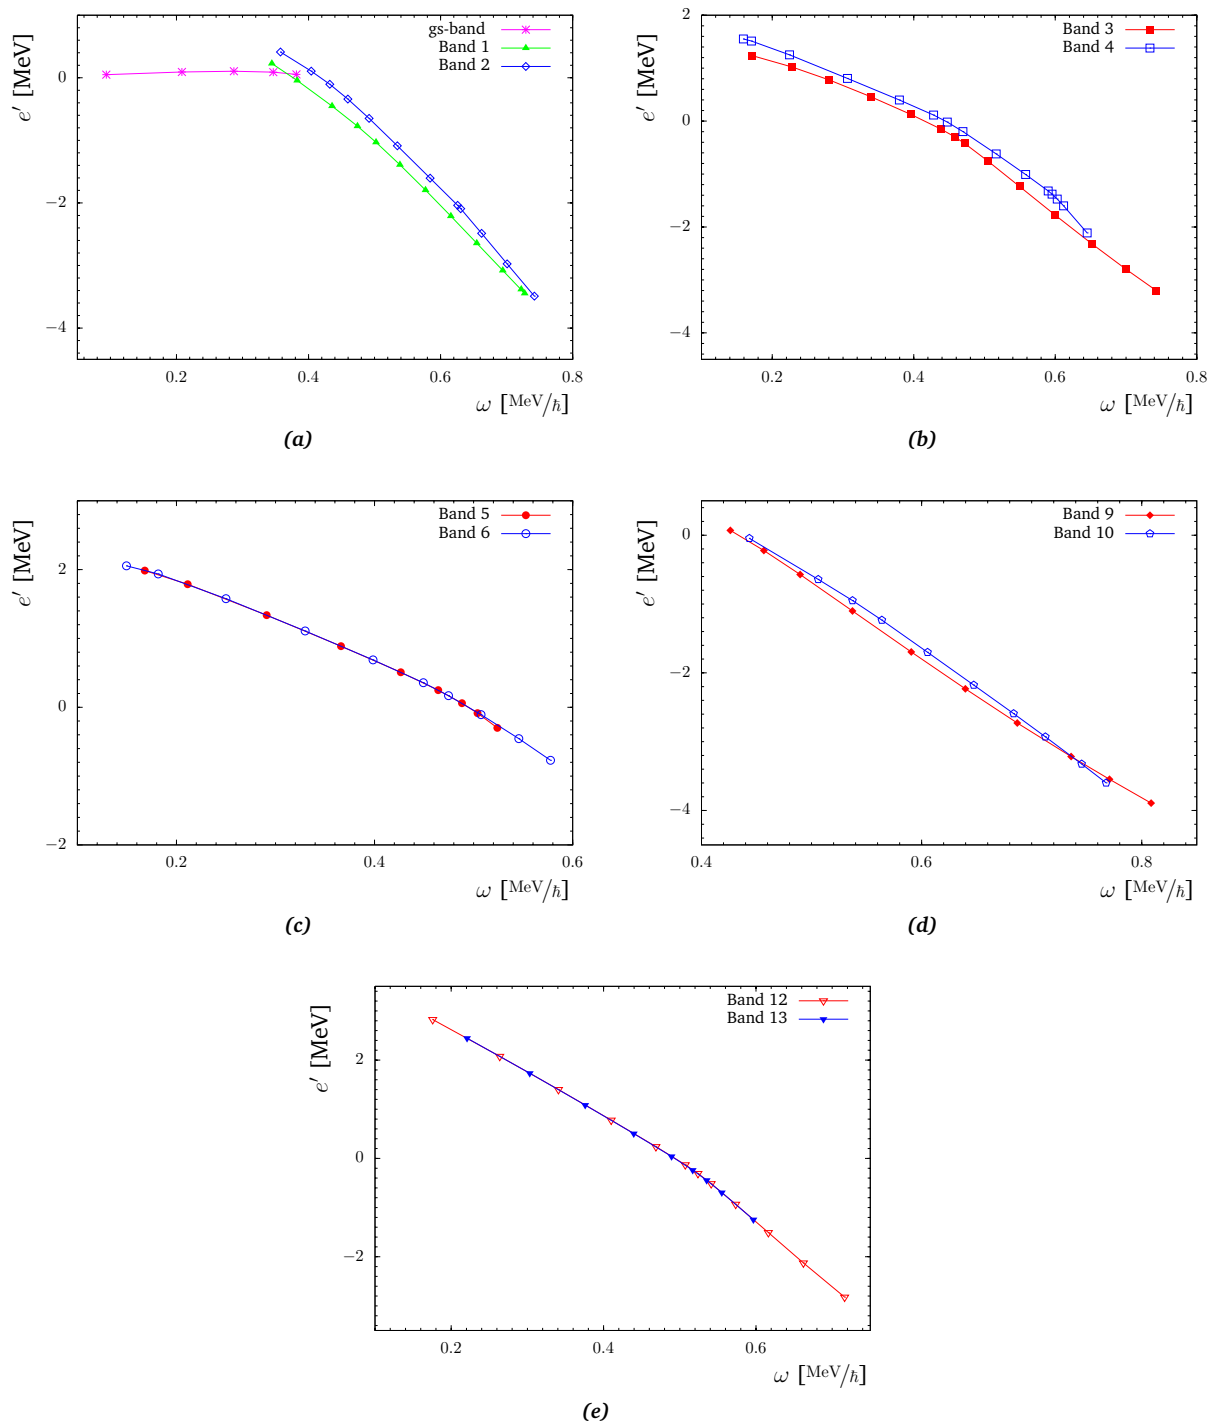 gs-band
Band 1
Band 2
e′ [MeV]
0
−2
−4
0.2 0.4 0.6 0.8
ω [MeV/ħ]
(a)
Band 3
Band 4
e′ [MeV]
2
0
−2
−4
0.2 0.4 0.6 0.8
ω [MeV/ħ]
(b)
Band 5
Band 6
e′ [MeV]
2
0
−2
0.2 0.4 0.6
ω [MeV/ħ]
(c)
Band 9
Band 10
e′ [MeV]
0
−2
−4
0.4 0.6 0.8
ω [MeV/ħ]
(d)
Band 12
Band 13
e′ [MeV]
2
0
−2
0.2 0.4 0.6
ω [MeV/ħ]
(e)